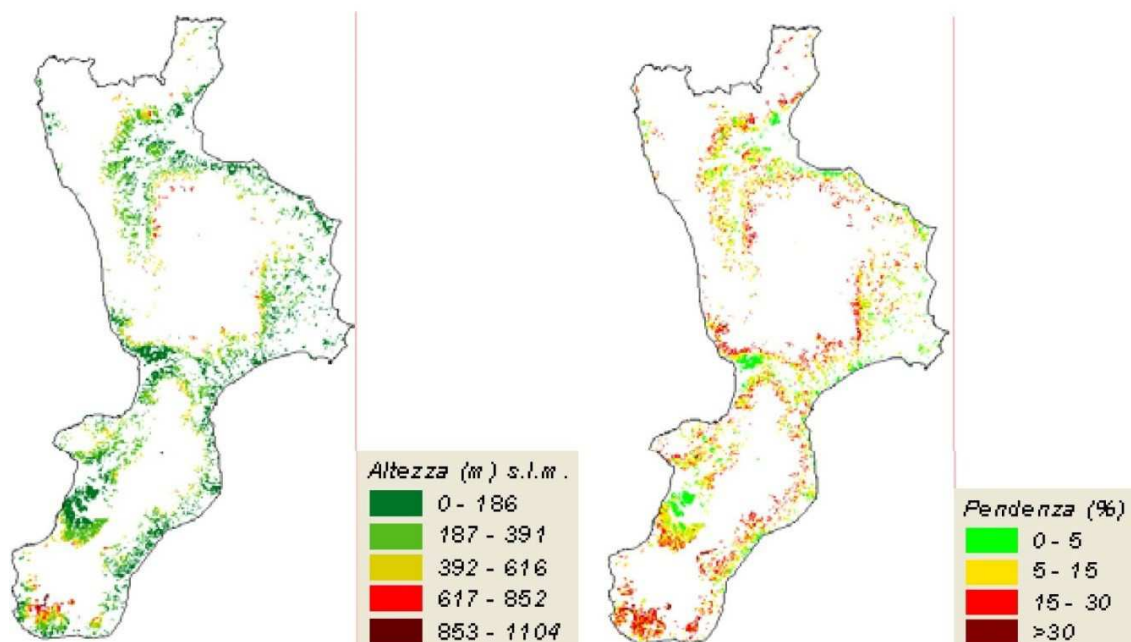 Altezza (m) s.l.m.
0 - 186
187 - 391
392 - 616
617 - 852
853 - 1104
Pendenza (%)
0 - 5
5 - 15
15 - 30
>30